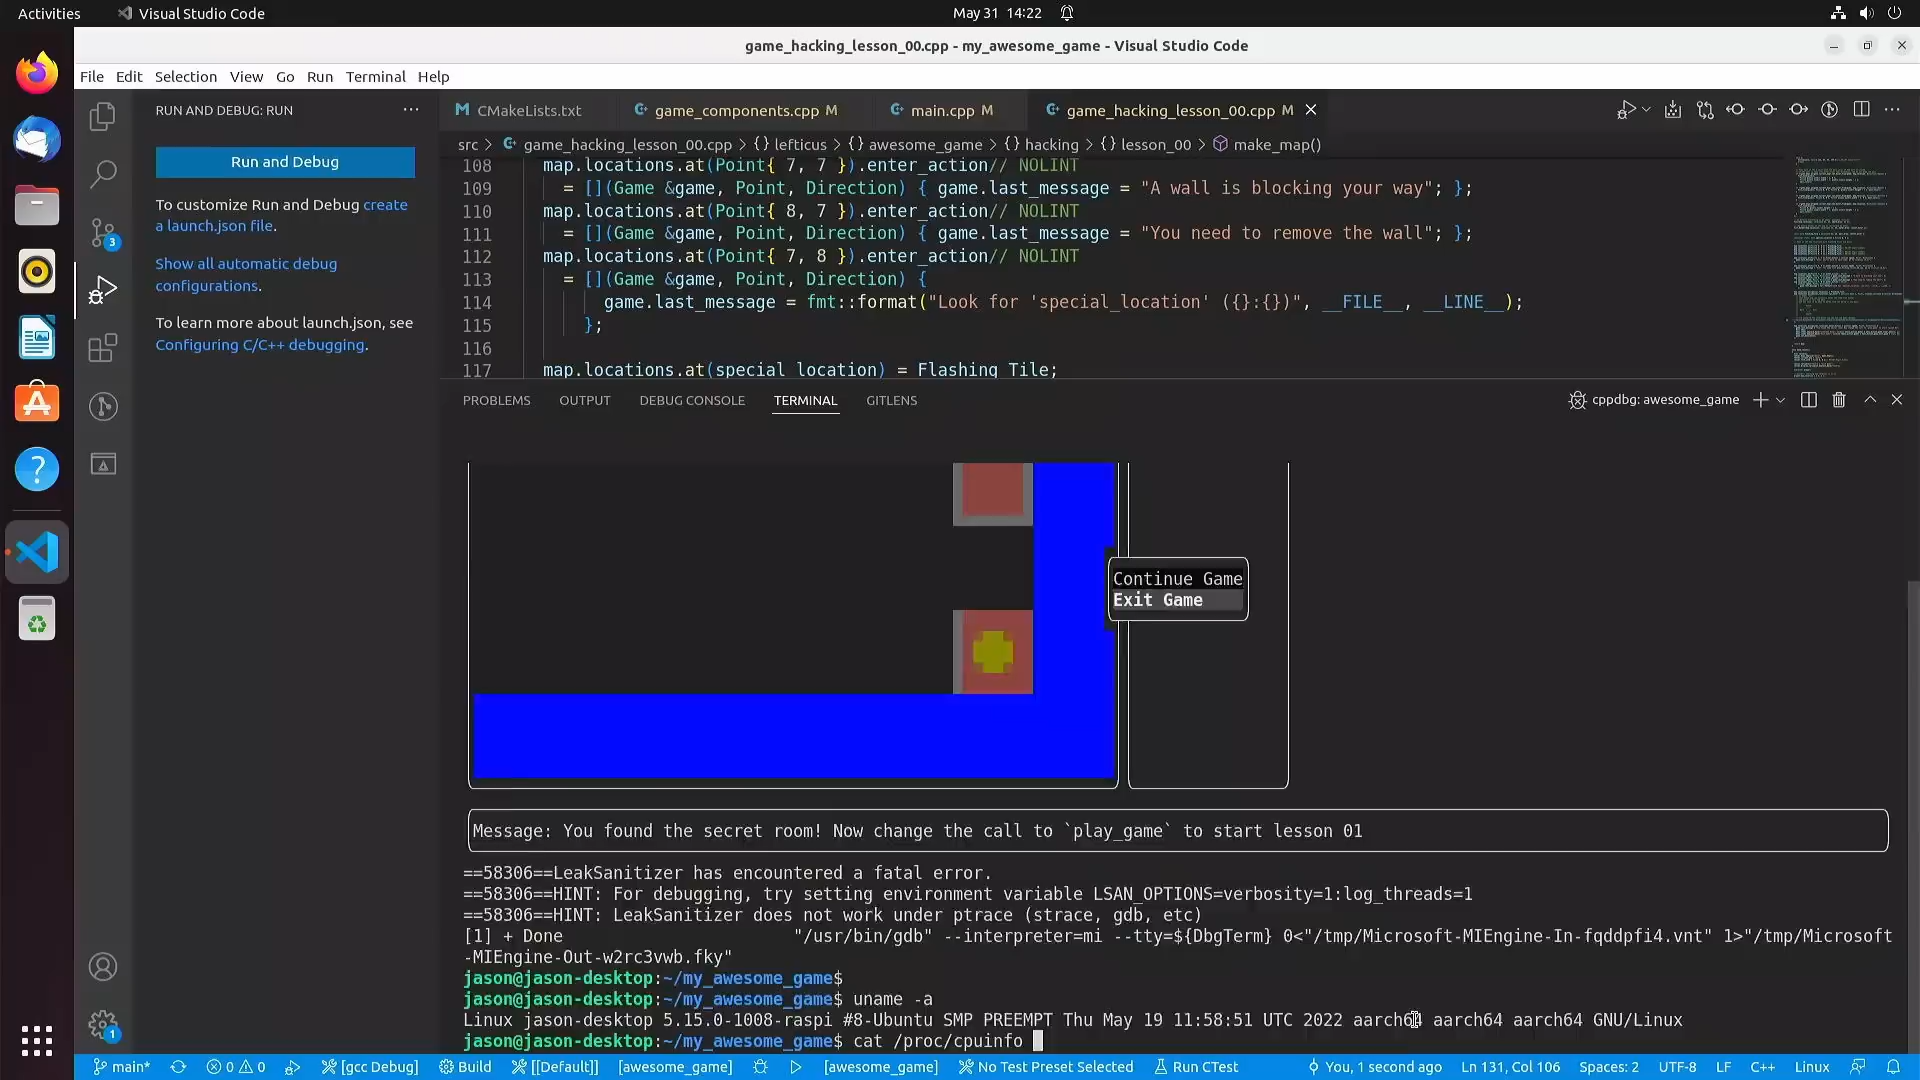 Activities
Visual Studio Code
May 31 14:22
game_hacking_lesson_00.cpp - my_awesome_game - Visual Studio Code
File Edit Selection View Go Run Terminal Help
RUN AND DEBUG: RUN
Run and Debug
To customize Run and Debug create
a launch.json file.
Show all automatic debug
configurations.
To learn more about launch.json, see
Configuring C/C++ debugging.
3
1
CMakeLists.txt
game_components.cpp M
main.cpp M
game_hacking_lesson_00.cpp M
src > game_hacking_lesson_00.cpp > {} lefticus > {} awesome_game > {} hacking > {} lesson_00 > make_map()
108 map.locations.at(Point{ 7, 7 }).enter_action// NOLINT
109 = [](Game &game, Point, Direction) { game.last_message = "A wall is blocking your way"; };
110 map.locations.at(Point{ 8, 7 }).enter_action// NOLINT
111 = [](Game &game, Point, Direction) { game.last_message = "You need to remove the wall"; };
112 map.locations.at(Point{ 7, 8 }).enter_action// NOLINT
113 = [](Game &game, Point, Direction) {
114 game.last_message = fmt::format("Look for 'special_location' ({}:{})", __FILE__, __LINE__);
115 };
116
117 map.locations.at(special_location) = Flashing_Tile;
PROBLEMS OUTPUT DEBUG CONSOLE TERMINAL GITLENS
cppdbg: awesome_game
Continue Game
Exit Game
Message: You found the secret room! Now change the call to `play_game` to start lesson 01
==58306==LeakSanitizer has encountered a fatal error.
==58306==HINT: For debugging, try setting environment variable LSAN_OPTIONS=verbosity=1:log_threads=1
==58306==HINT: LeakSanitizer does not work under ptrace (strace, gdb, etc)
[1] + Done "/usr/bin/gdb" --interpreter=mi --tty=${DbgTerm} 0<"/tmp/Microsoft-MIEngine-In-fqddpfi4.vnt" 1>"/tmp/Microsoft
-MIEngine-Out-w2rc3vwb.fky"
jason@jason-desktop:~/my_awesome_game$
jason@jason-desktop:~/my_awesome_game$ uname -a
Linux jason-desktop 5.15.0-1008-raspi #8-Ubuntu SMP PREEMPT Thu May 19 11:58:51 UTC 2022 aarch64 aarch64 aarch64 GNU/Linux
jason@jason-desktop:~/my_awesome_game$ cat /proc/cpuinfo
main* 0 0 [gcc Debug] Build [[Default]] [awesome_game] [awesome_game] No Test Preset Selected Run CTest You, 1 second ago Ln 131, Col 106 Spaces: 2 UTF-8 LF C++ Linux